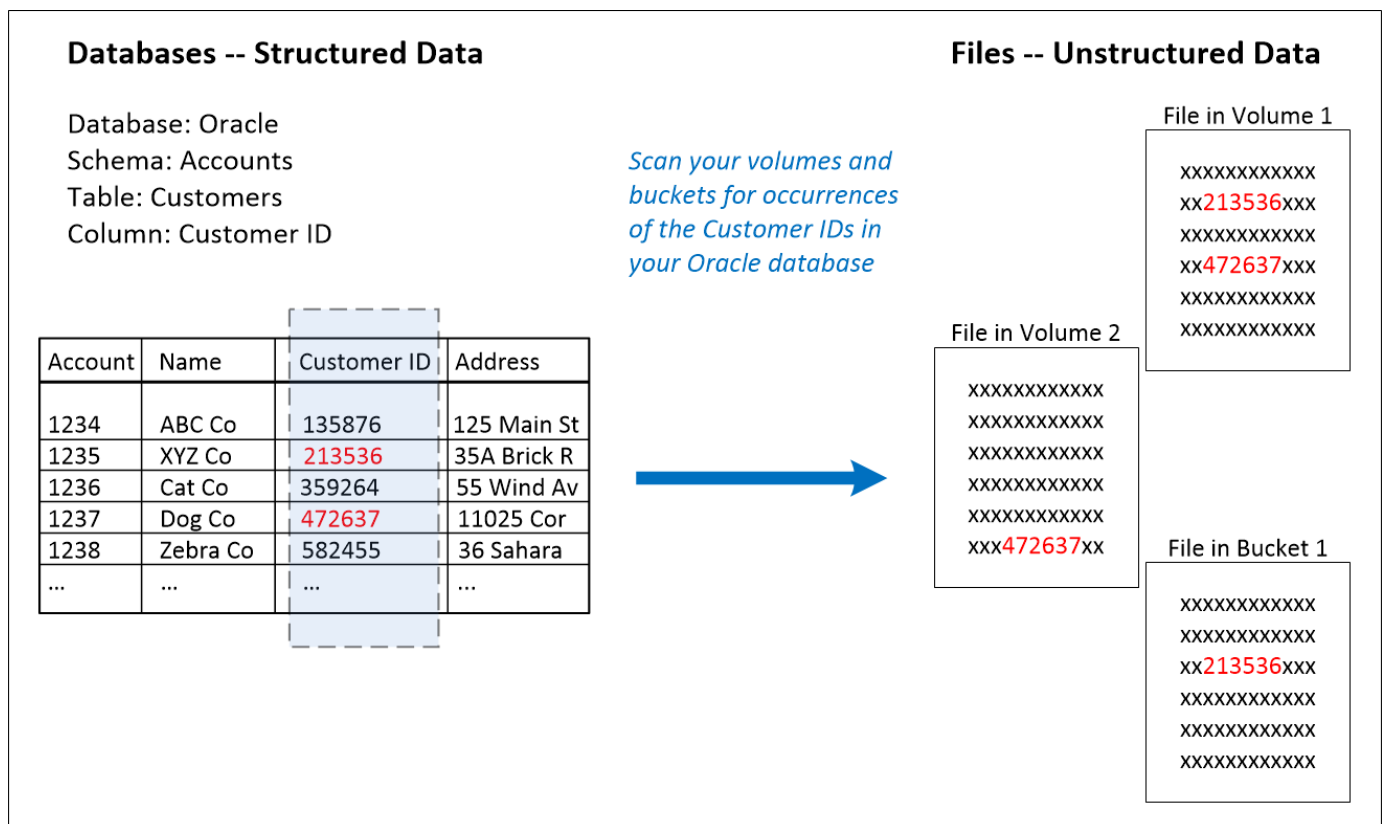 Databases -- Structured Data
Database: Oracle
Schema: Accounts
Table: Customers
Column: Customer ID
Account Name Customer ID Address
1234 ABC Co 135876 125 Main St
1235 XYZ Co 213536 35A Brick R
1236 Cat Co 359264 55 Wind Av
1237 Dog Co 472637 11025 Cor
1238 Zebra Co 582455 36 Sahara
... ... ... ...
Scan your volumes and
buckets for occurrences
of the Customer IDs in
your Oracle database
Files -- Unstructured Data
File in Volume 1
xxxxxxxxxxxx
xx213536xxx
xxxxxxxxxxxx
xx472637xxx
xxxxxxxxxxxx
xxxxxxxxxxxx
File in Volume 2
xxxxxxxxxxxx
xxxxxxxxxxxx
xxxxxxxxxxxx
xxxxxxxxxxxx
xxxxxxxxxxxx
xxx472637xx
File in Bucket 1
xxxxxxxxxxxx
xxxxxxxxxxxx
xx213536xxx
xxxxxxxxxxxx
xxxxxxxxxxxx
xxxxxxxxxxxx